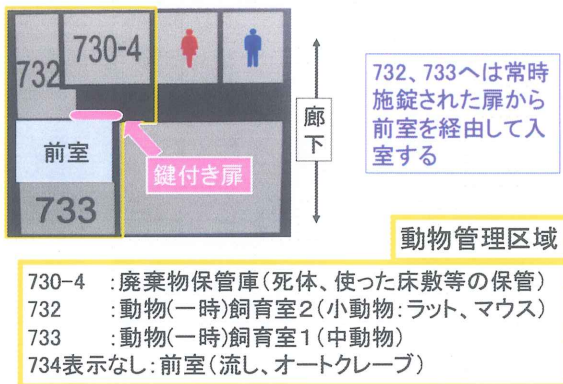 732
730-4
前室
733
鍵付き扉
廊下
732、733へは常時
施錠された扉から
前室を経由して入
室する
動物管理区域
730-4　:廃棄物保管庫(死体、使った床敷等の保管)
732　　:動物(一時)飼育室2(小動物:ラット、マウス)
733　　:動物(一時)飼育室1(中動物)
734表示なし:前室(流し、オートクレーブ)